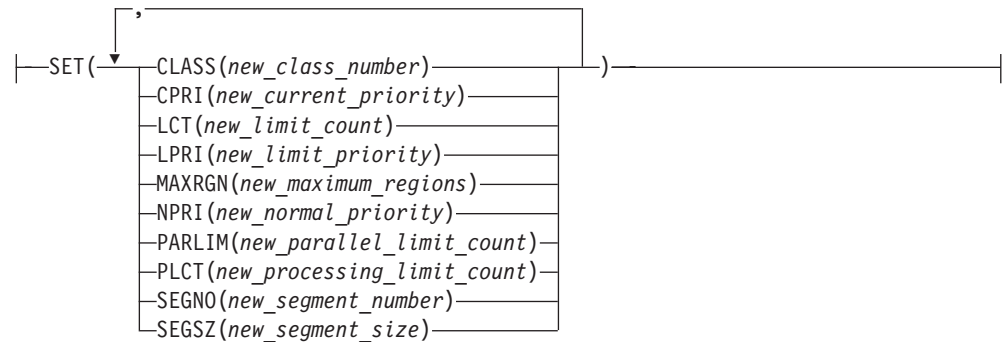 ,
SET( CLASS(new_class_number) )
CPRI(new_current_priority)
LCT(new_limit_count)
LPRI(new_limit_priority)
MAXRGN(new_maximum_regions)
NPRI(new_normal_priority)
PARLIM(new_parallel_limit_count)
PLCT(new_processing_limit_count)
SEGNO(new_segment_number)
SEGSZ(new_segment_size)